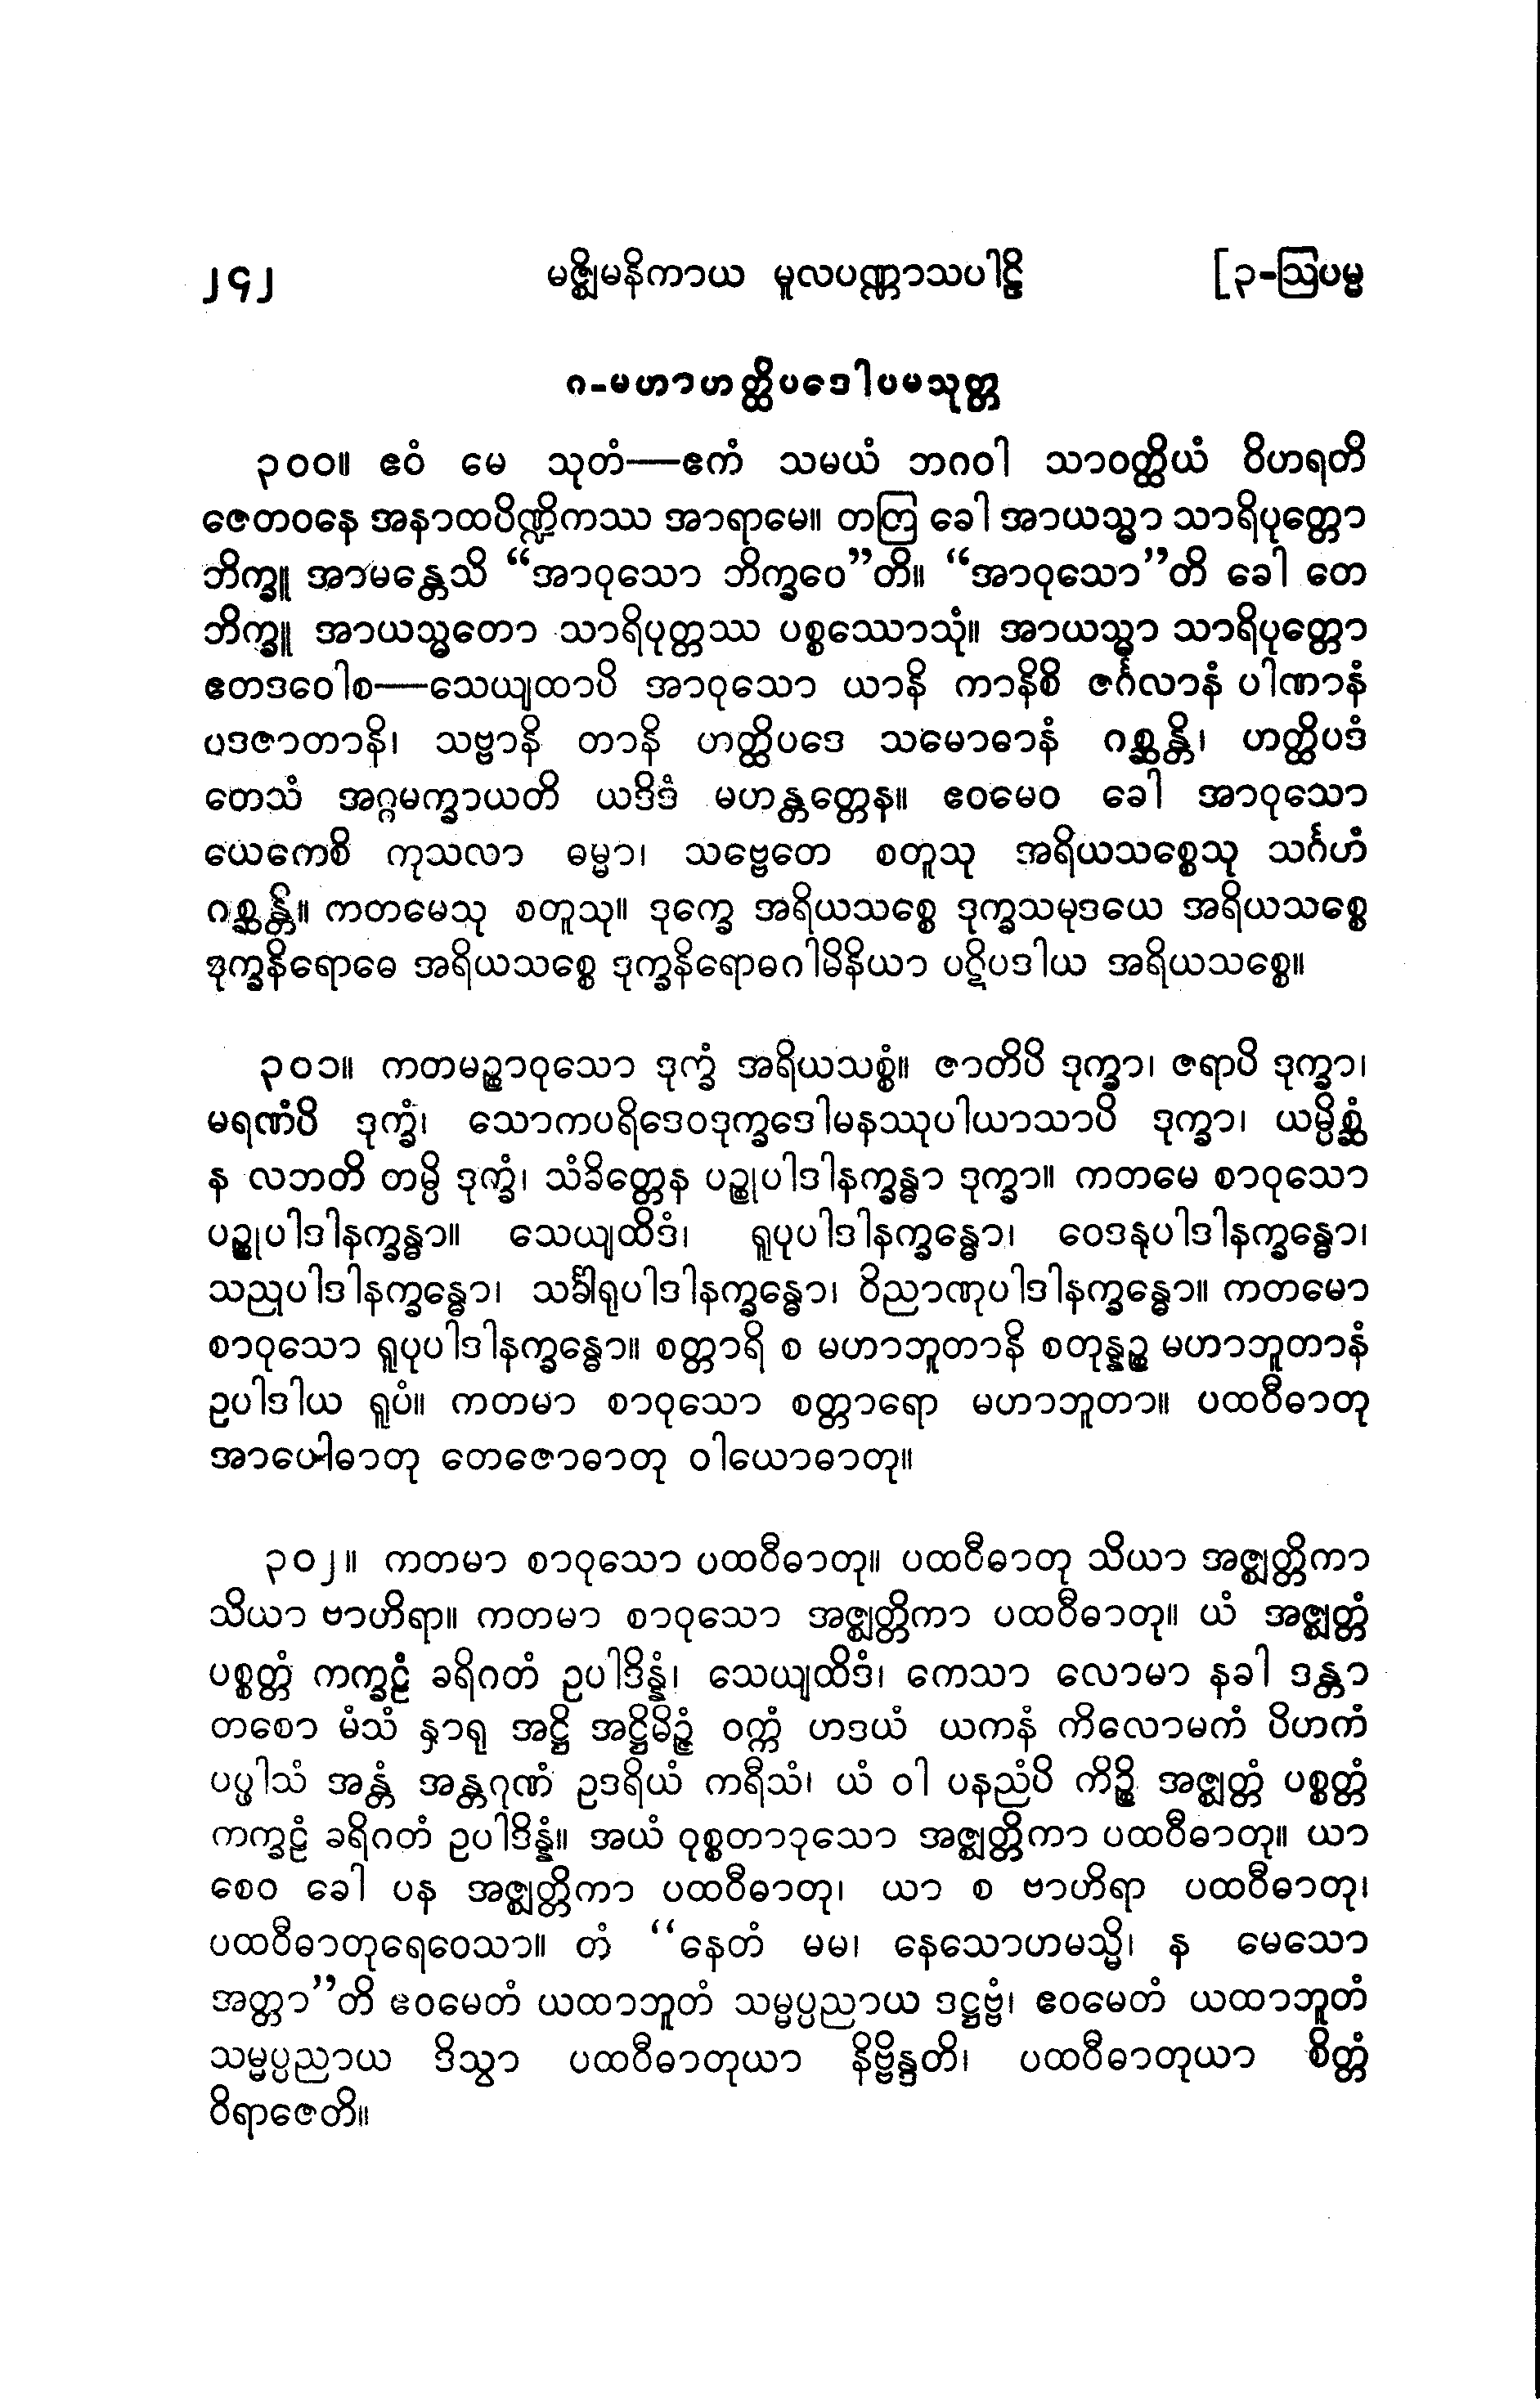 ၂၄၂ မဇ္ဈိမနိကာယ မူလပဏ္ဏာသပါဠိ [၃-ဩပမ္မ
ဂ-မဟာဟတ္ထိပဒေါပမသုတ္တ
၃၀၀။ ဧဝံ မေ သုတံ—ဧကံ သမယံ ဘဂဝါ သာဝတ္ထိယံ ဝိဟရတိ
ဇေတဝနေ အနာထပိဏ္ဍိကဿ အာရာမေ။ တတြ ခေါ အာယသ္မာ သာရိပုတ္တော
ဘိက္ခူ အာမန္တေသိ “အာဝုသော ဘိက္ခဝေ”တိ။ “အာဝုသော”တိ ခေါ တေ
ဘိက္ခူ အာယသ္မတော သာရိပုတ္တဿ ပစ္စဿောသုံ။ အာယသ္မာ သာရိပုတ္တော
ဧတဒဝေါစ—သေယျထာပိ အာဝုသော ယာနိ ကာနိစိ ဇင်္ဂလာနံ ပါဏာနံ
ပဒဇာတာနိ၊ သဗ္ဗာနိ တာနိ ဟတ္ထိပဒေ သမောဓာနံ ဂစ္ဆန္တိ၊ ဟတ္ထိပဒံ
တေသံ အဂ္ဂမက္ခာယတိ ယဒိဒံ မဟန္တတ္တေန။ ဧဝမေဝ ခေါ အာဝုသော
ယေကေစိ ကုသလာ ဓမ္မာ၊ သဗ္ဗေတေ စတူသု အရိယသစ္စေသု သင်္ဂဟံ
ဂစ္ဆန္တိ။ ကတမေသု စတူသု။ ဒုက္ခေ အရိယသစ္စေ ဒုက္ခသမုဒယေ အရိယသစ္စေ
ဒုက္ခနိရောဓေ အရိယသစ္စေ ဒုက္ခနိရောဓဂါမိနိယာ ပဋိပဒါယ အရိယသစ္စေ။
၃၀၁။ ကတမဉ္စာဝုသော ဒုက္ခံ အရိယသစ္စံ။ ဇာတိပိ ဒုက္ခာ၊ ဇရာပိ ဒုက္ခာ၊
မရဏံပိ ဒုက္ခံ၊ သောကပရိဒေဝဒုက္ခဒေါမနဿုပါယာသာပိ ဒုက္ခာ၊ ယမ္ပိစ္ဆံ
န လဘတိ တမ္ပိ ဒုက္ခံ၊ သံခိတ္တေန ပဉ္စုပါဒါနက္ခန္ဓာ ဒုက္ခာ။ ကတမေ စာဝုသော
ပဉ္စုပါဒါနက္ခန္ဓာ။ သေယျထိဒံ၊ ရူပုပါဒါနက္ခန္ဓော၊ ဝေဒနုပါဒါနက္ခန္ဓော၊
သညုပါဒါနက္ခန္ဓော၊ သင်္ခါရုပါဒါနက္ခန္ဓော၊ ဝိညာဏုပါဒါနက္ခန္ဓော။ ကတမော
စာဝုသော ရူပုပါဒါနက္ခန္ဓော။ စတ္တာရိ စ မဟာဘူတာနိ စတုန္နဉ္စ မဟာဘူတာနံ
ဥပါဒါယ ရူပံ။ ကတမာ စာဝုသော စတ္တာရော မဟာဘူတာ။ ပထဝီဓာတု
အာပေါဓာတု တေဇောဓာတု ဝါယောဓာတု။
၃၀၂။ ကတမာ စာဝုသော ပထဝီဓာတု။ ပထဝီဓာတု သိယာ အဇ္ဈတ္တိကာ
သိယာ ဗာဟိရာ။ ကတမာ စာဝုသော အဇ္ဈတ္တိကာ ပထဝီဓာတု။ ယံ အဇ္ဈတ္တံ
ပစ္စတ္တံ ကက္ခဠံ ခရိဂတံ ဥပါဒိန္နံ၊ သေယျထိဒံ၊ ကေသာ လောမာ နခါ ဒန္တာ
တစော မံသံ နှာရု အဋ္ဌိ အဋ္ဌိမိဉ္ဇံ ဝက္ကံ ဟဒယံ ယကနံ ကိလောမကံ ပိဟကံ
ပပ္ဖါသံ အန္တံ အန္တဂုဏံ ဥဒရိယံ ကရီသံ၊ ယံ ဝါ ပနညံပိ ကိဉ္စိ အဇ္ဈတ္တံ ပစ္စတ္တံ
ကက္ခဠံ ခရိဂတံ ဥပါဒိန္နံ။ အယံ ဝုစ္စတာဝုသော အဇ္ဈတ္တိကာ ပထဝီဓာတု။ ယာ
စေဝ ခေါ ပန အဇ္ဈတ္တိကာ ပထဝီဓာတု၊ ယာ စ ဗာဟိရာ ပထဝီဓာတု၊
ပထဝီဓာတုရေဝေသာ။ တံ “နေတံ မမ၊ နေသောဟမသ္မိ၊ န မေသော
အတ္တာ”တိ ဧဝမေတံ ယထာဘူတံ သမ္မပ္ပညာယ ဒဋ္ဌဗ္ဗံ၊ ဧဝမေတံ ယထာဘူတံ
သမ္မပ္ပညာယ ဒိသွာ ပထဝီဓာတုယာ နိဗ္ဗိန္ဒတိ၊ ပထဝီဓာတုယာ စိတ္တံ
ဝိရာဇေတိ။